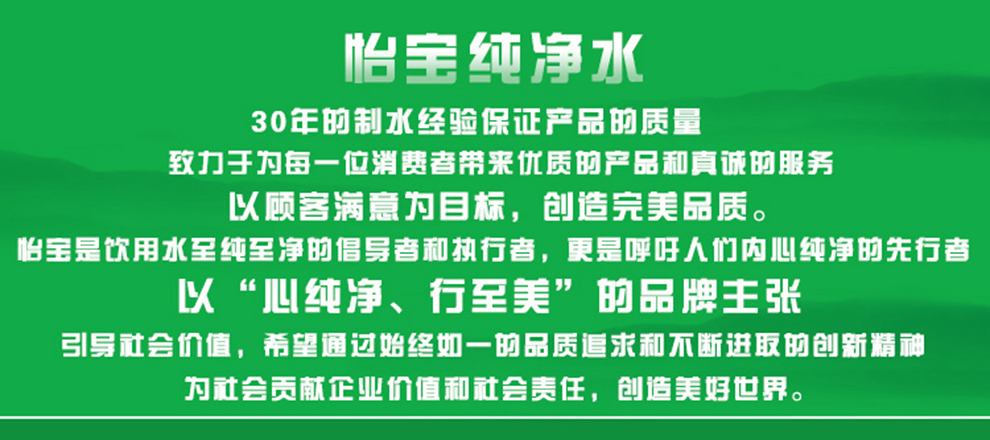 怡宝纯净水
30年的制水经验保证产品的质量
致力于为每一位消费者带来优质的产品和真诚的服务
以顾客满意为目标，创造完美品质。
怡宝是饮用水至纯至净的倡导者和执行者，更是呼吁人们内心纯净的先行者
以“心纯净、行至美”的品牌主张
引导社会价值，希望通过始终如一的品质追求和不断进取的创新精神
为社会贡献企业价值和社会责任，创造美好世界。